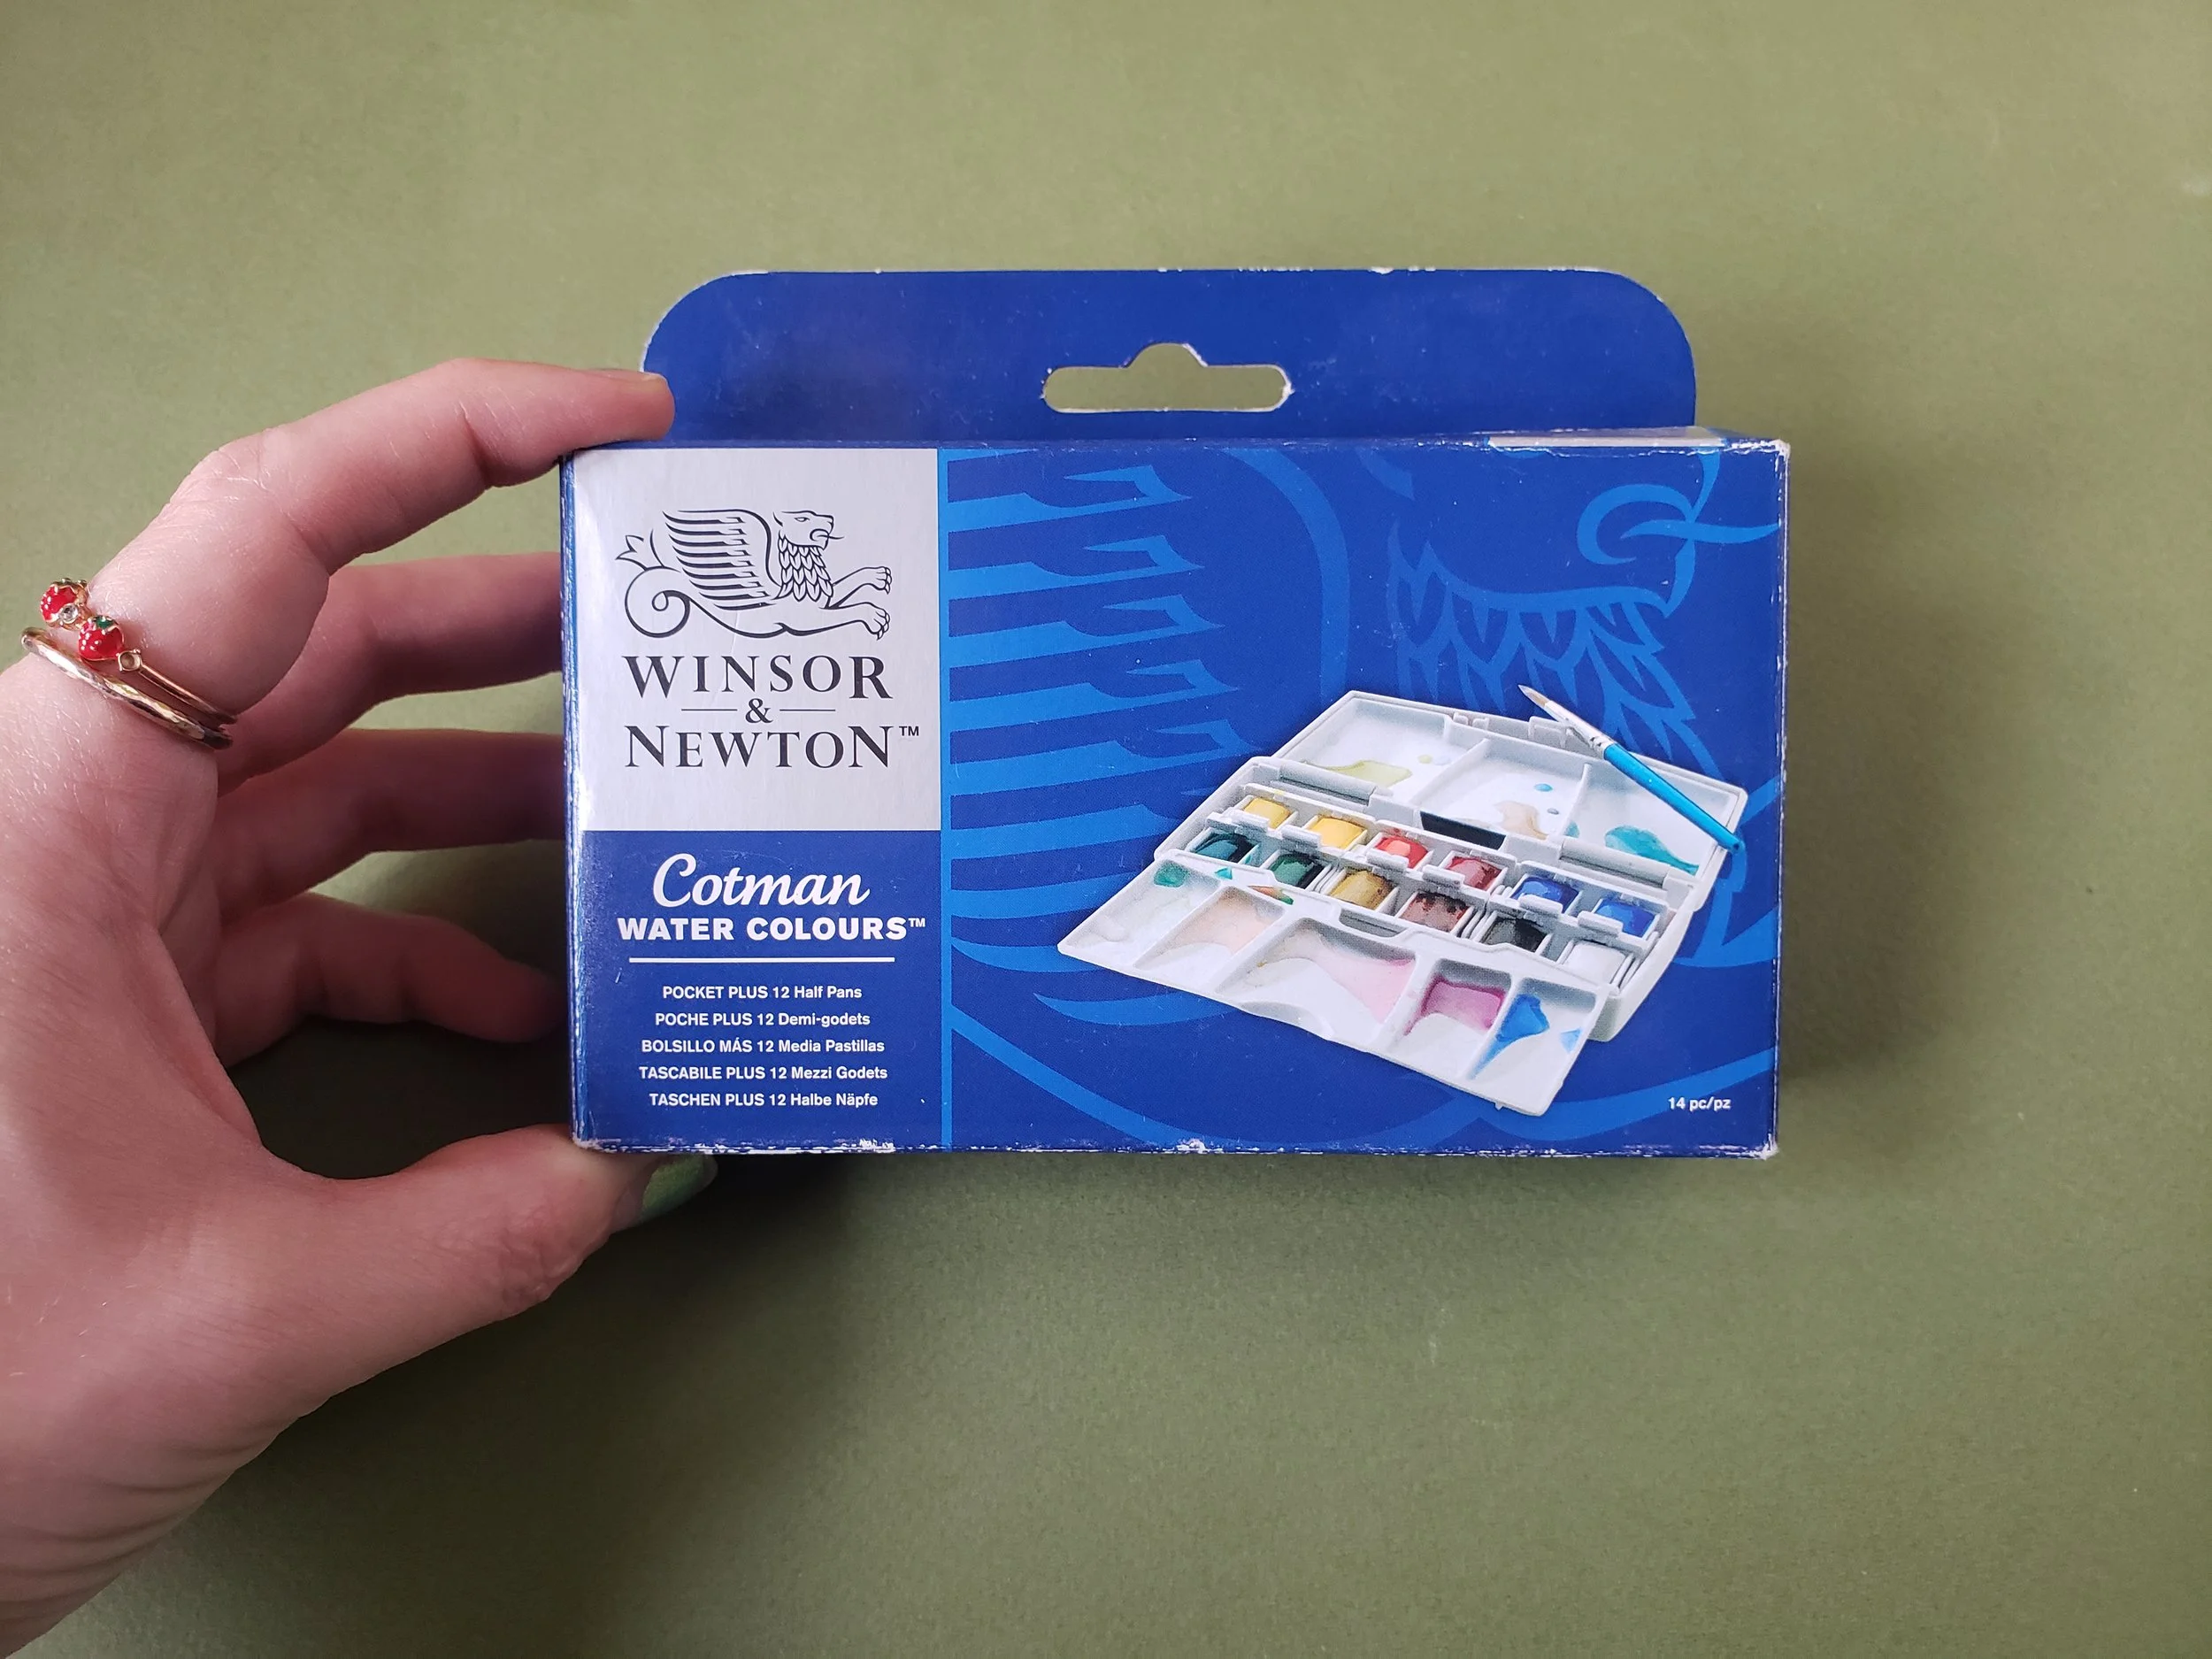 WINSOR
&
NEWTON™
Cotman
WATER COLOURS™
POCKET PLUS 12 Half Pans
POCHE PLUS 12 Demi-godets
BOLSILLO MÁS 12 Media Pastillas
TASCABILE PLUS 12 Mezzi Godets
TASCHEN PLUS 12 Halbe Näpfe
14 pc/pz